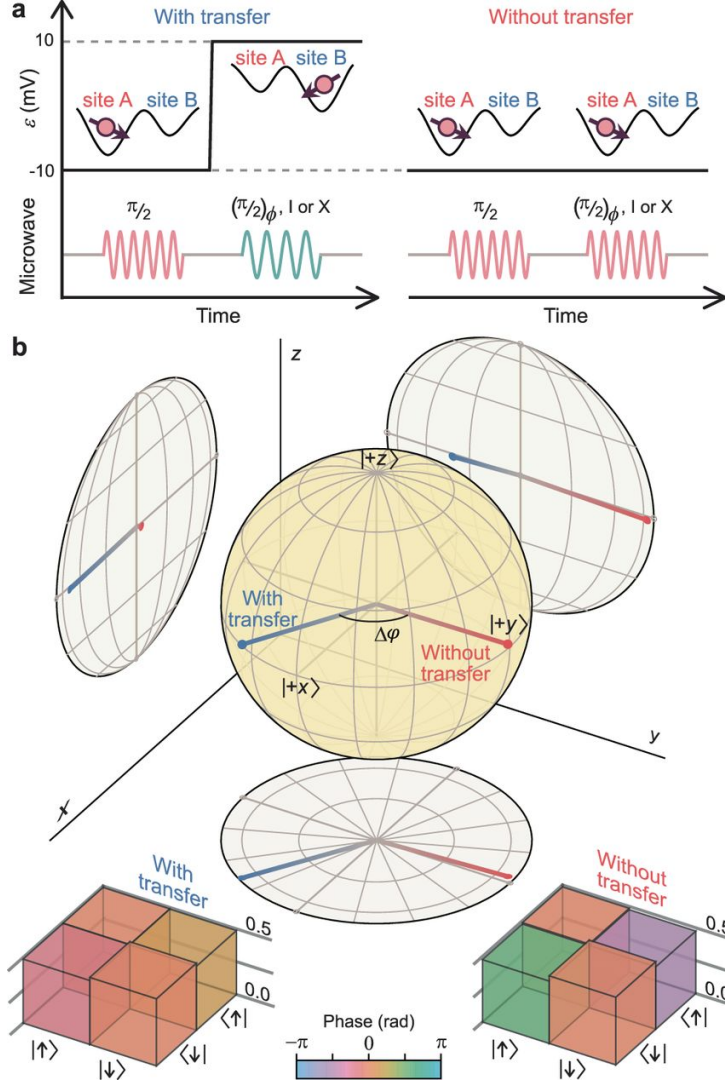 a
With transfer
Without transfer
10
site A site B
site A site B
site A site B
site A site B
ε (mV)
-10
π/2
(π/2)ϕ, I or X
π/2
(π/2)ϕ, I or X
Microwave
Time
Time
b
z
|+z⟩
With
transfer
|+y⟩
Δφ
Without
transfer
|+x⟩
y
x
With
transfer
0.5
0.0
⟨↑|
⟨↓|
|↑⟩
|↓⟩
Phase (rad)
−π
0
π
Without
transfer
0.5
0.0
⟨↑|
⟨↓|
|↑⟩
|↓⟩